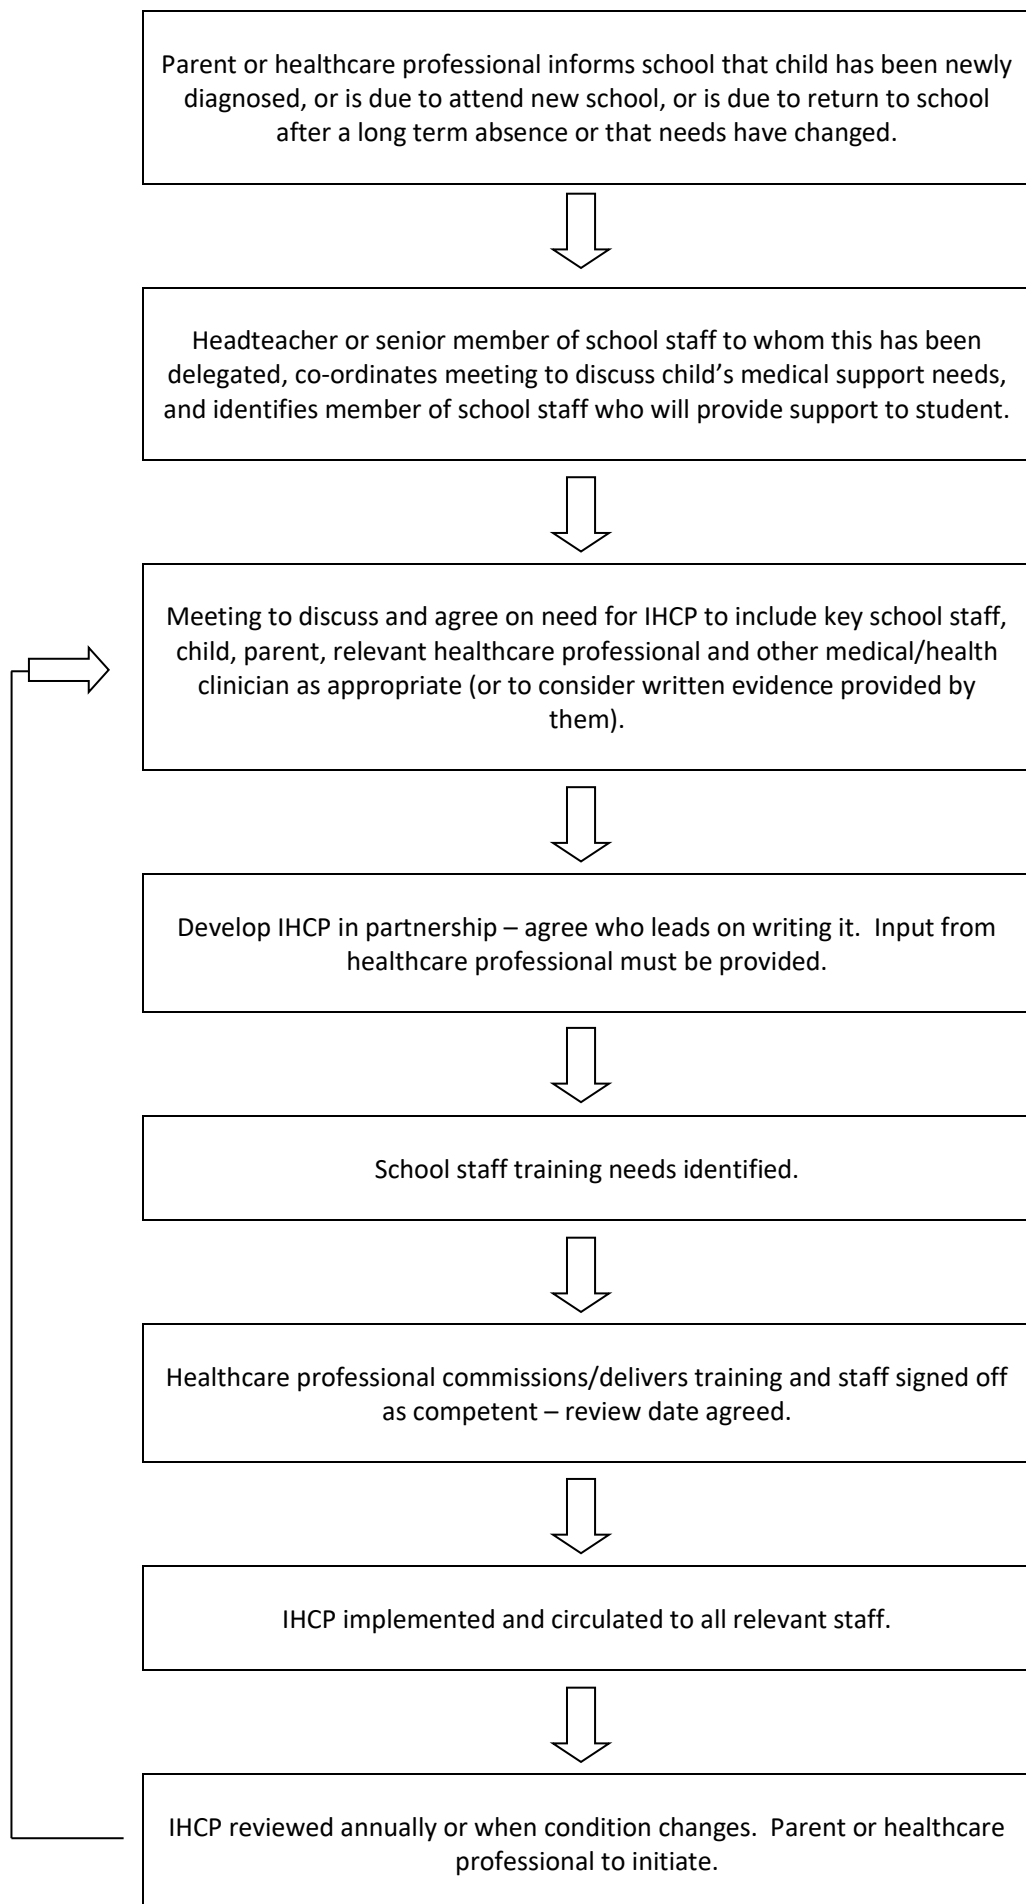 Parent or healthcare professional informs school that child has been newly
diagnosed, or is due to attend new school, or is due to return to school
after a long term absence or that needs have changed.
Headteacher or senior member of school staff to whom this has been
delegated, co-ordinates meeting to discuss child’s medical support needs,
and identifies member of school staff who will provide support to student.
Meeting to discuss and agree on need for IHCP to include key school staff,
child, parent, relevant healthcare professional and other medical/health
clinician as appropriate (or to consider written evidence provided by
them).
Develop IHCP in partnership – agree who leads on writing it.  Input from
healthcare professional must be provided.
School staff training needs identified.
Healthcare professional commissions/delivers training and staff signed off
as competent – review date agreed.
IHCP implemented and circulated to all relevant staff.
IHCP reviewed annually or when condition changes.  Parent or healthcare
professional to initiate.